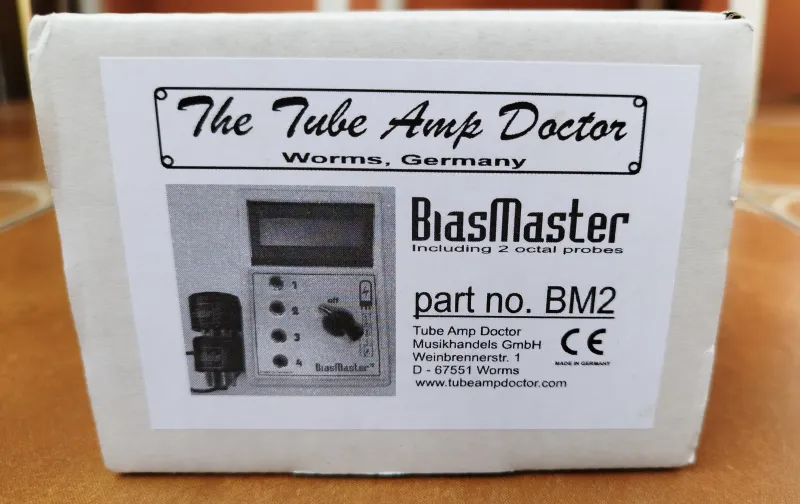 The Tube Amp Doctor
Worms, Germany
BiasMaster
Including 2 octal probes
part no. BM2
Tube Amp Doctor
Musikhandels GmbH
Weinbrennerstr. 1
D - 67551 Worms
www.tubeampdoctor.com
CE
MADE IN GERMANY
off
1
2
3
4
BiasMaster